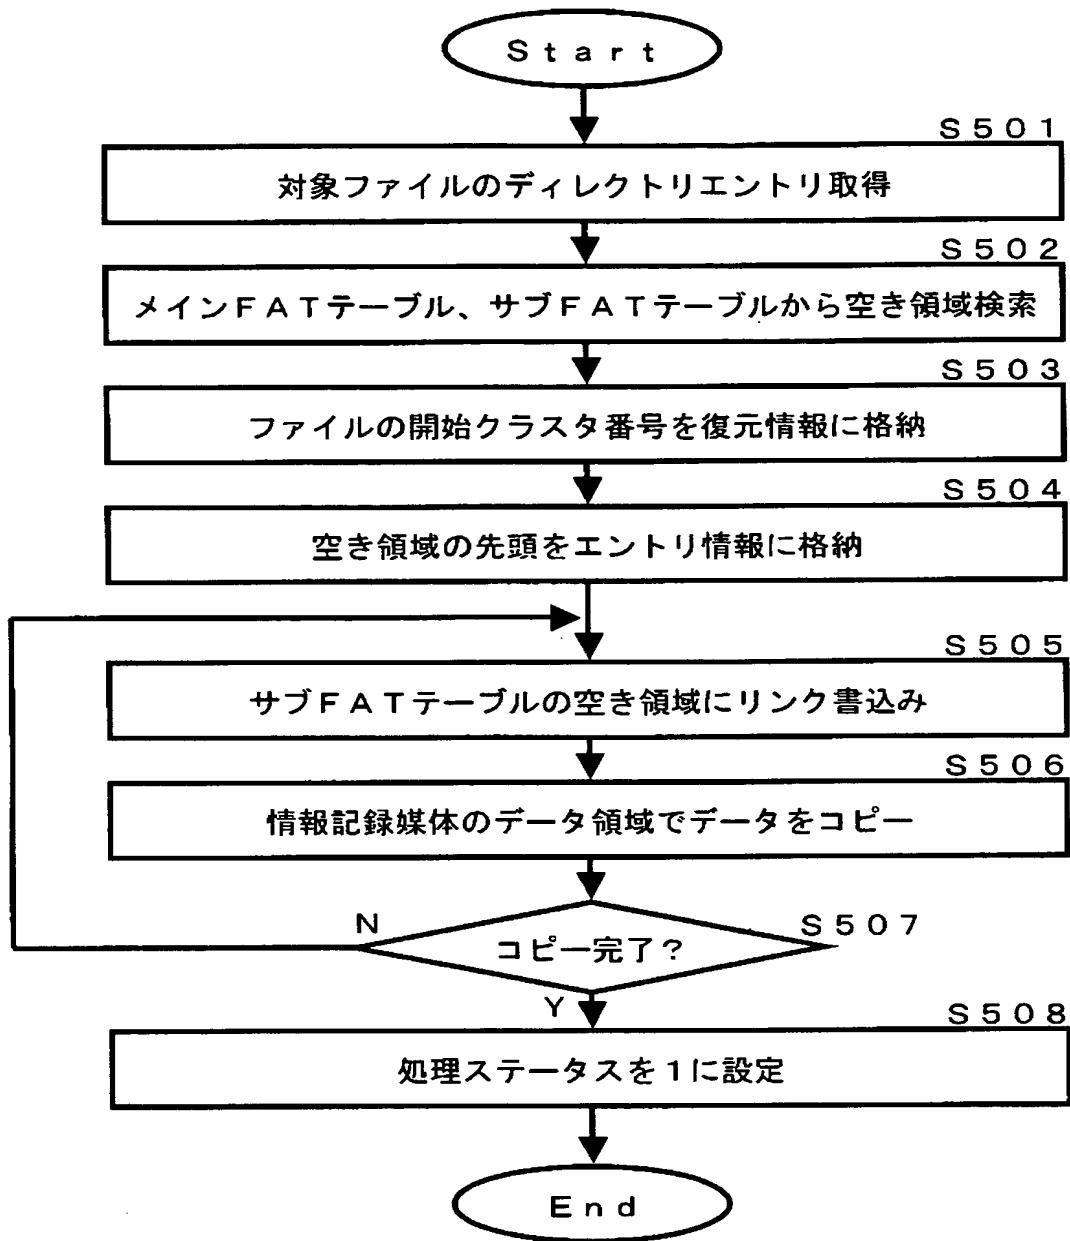 Ｓｔａｒｔ
Ｓ５０１
対象ファイルのディレクトリエントリ取得
Ｓ５０２
メインＦＡＴテーブル、サブＦＡＴテーブルから空き領域検索
Ｓ５０３
ファイルの開始クラスタ番号を復元情報に格納
Ｓ５０４
空き領域の先頭をエントリ情報に格納
Ｓ５０５
サブＦＡＴテーブルの空き領域にリンク書込み
Ｓ５０６
情報記録媒体のデータ領域でデータをコピー
Ｎ
Ｓ５０７
コピー完了？
Ｙ
Ｓ５０８
処理ステータスを１に設定
Ｅｎｄ